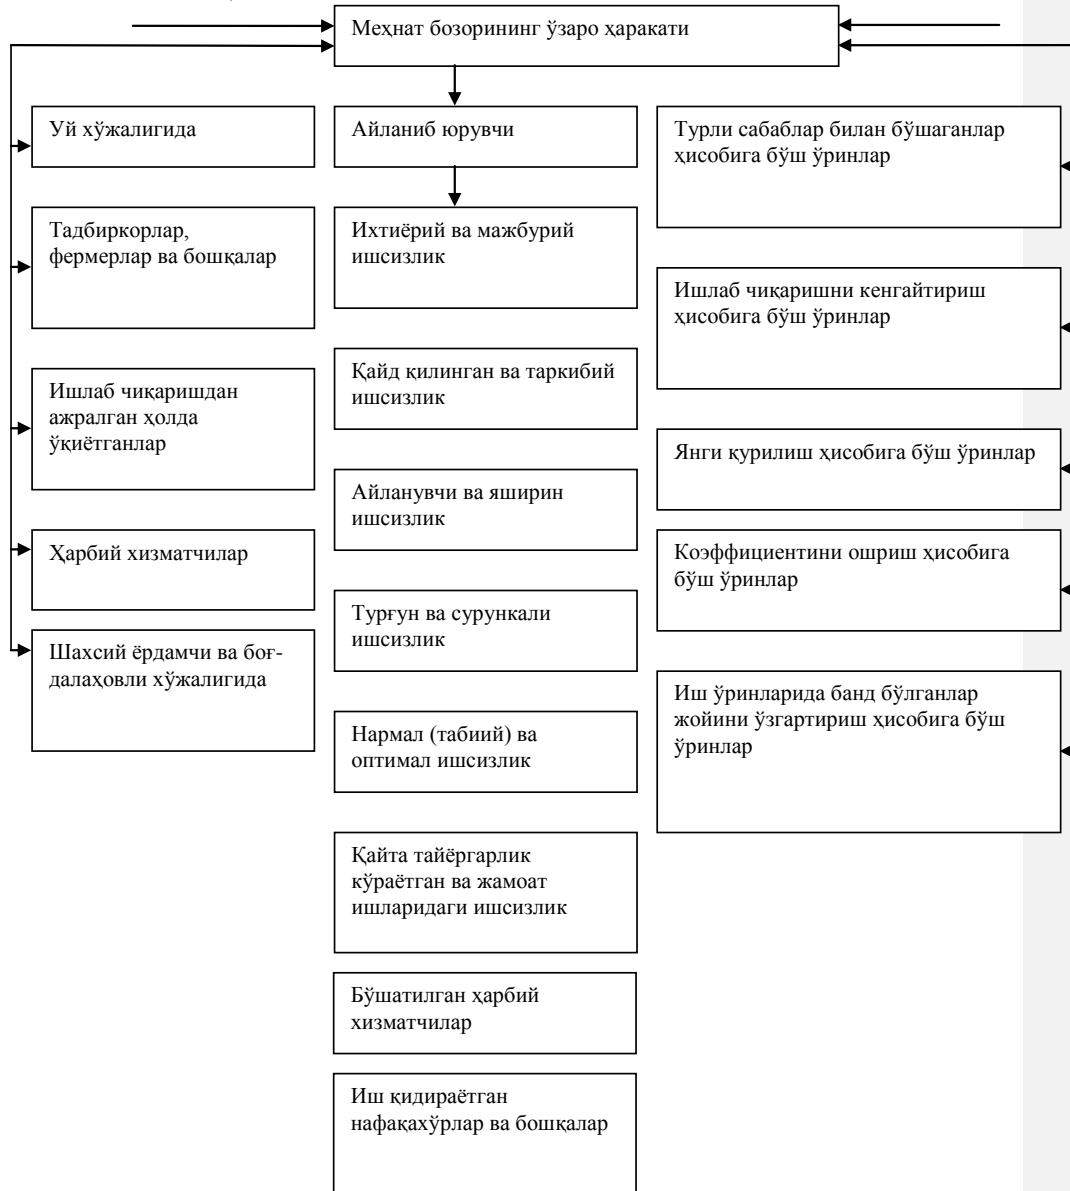 Меҳнат бозорининг ўзаро ҳаракати
Уй хўжалигида
Тадбиркорлар,
фермерлар ва бошқалар
Ишлаб чиқаришдан
ажралган ҳолда
ўқиётганлар
Ҳарбий хизматчилар
Шахсий ёрдамчи ва боғ-
далаҳовли хўжалигида
Айланиб юрувчи
Ихтиёрий ва мажбурий
ишсизлик
Қайд қилинган ва таркибий
ишсизлик
Айланувчи ва яширин
ишсизлик
Турғун ва сурункали
ишсизлик
Нармал (табиий) ва
оптимал ишсизлик
Қайта тайёргарлик
кўраётган ва жамоат
ишларидаги ишсизлик
Бўшатилган ҳарбий
хизматчилар
Иш қидираётган
нафақахўрлар ва бошқалар
Турли сабаблар билан бўшаганлар
ҳисобига бўш ўринлар
Ишлаб чиқаришни кенгайтириш
ҳисобига бўш ўринлар
Янги қурилиш ҳисобига бўш ўринлар
Коэффициентини ошриш ҳисобига
бўш ўринлар
Иш ўринларида банд бўлганлар
жойини ўзгартириш ҳисобига бўш
ўринлар